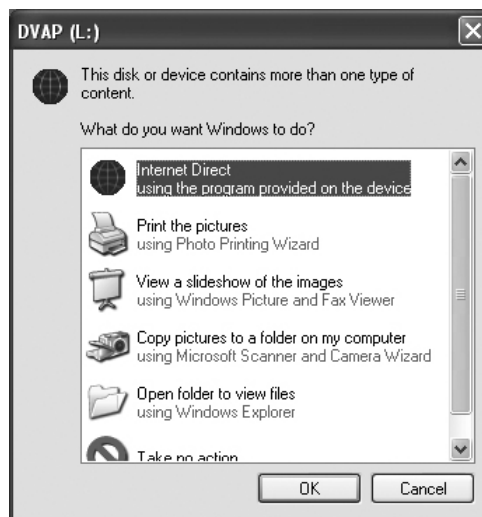 DVAP (L:)
This disk or device contains more than one type of
content.
What do you want Windows to do?
Internet Direct
using the program provided on the device
Print the pictures
using Photo Printing Wizard
View a slideshow of the images
using Windows Picture and Fax Viewer
Copy pictures to a folder on my computer
using Microsoft Scanner and Camera Wizard
Open folder to view files
using Windows Explorer
Take no action
OK
Cancel